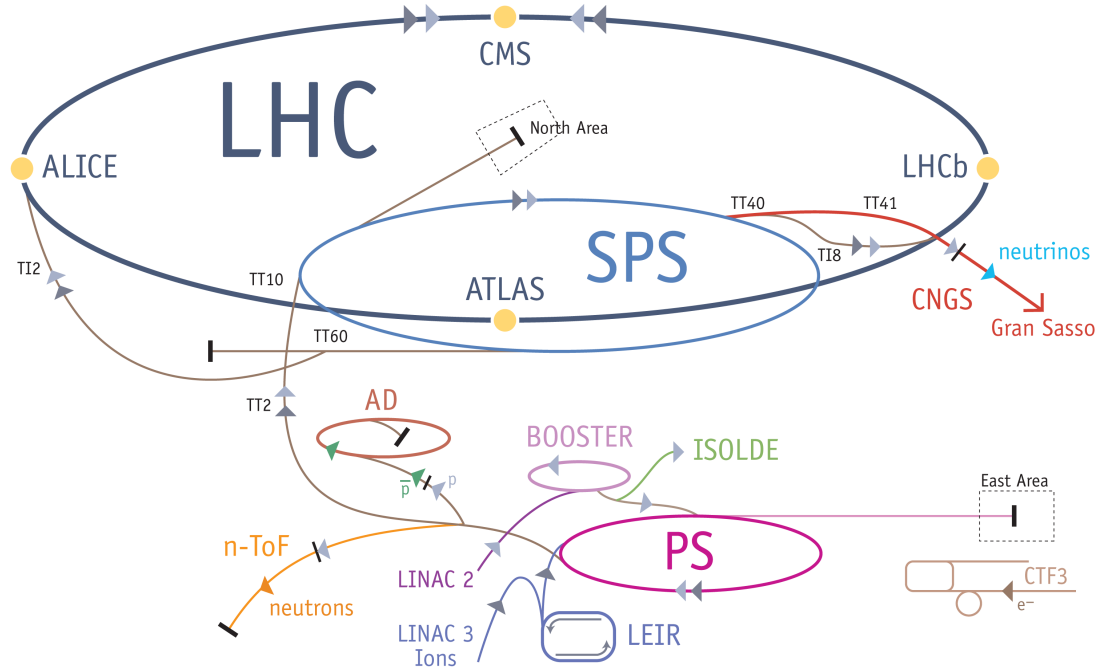 CMS
LHC
North Area
ALICE
LHCb
TT40
TT41
SPS
TI8
neutrinos
TI2
TT10
ATLAS
CNGS
Gran Sasso
TT60
TT2
AD
BOOSTER
ISOLDE
p̅
p
East Area
n-ToF
PS
LINAC 2
neutrons
CTF3
e⁻
LINAC 3
Ions
LEIR